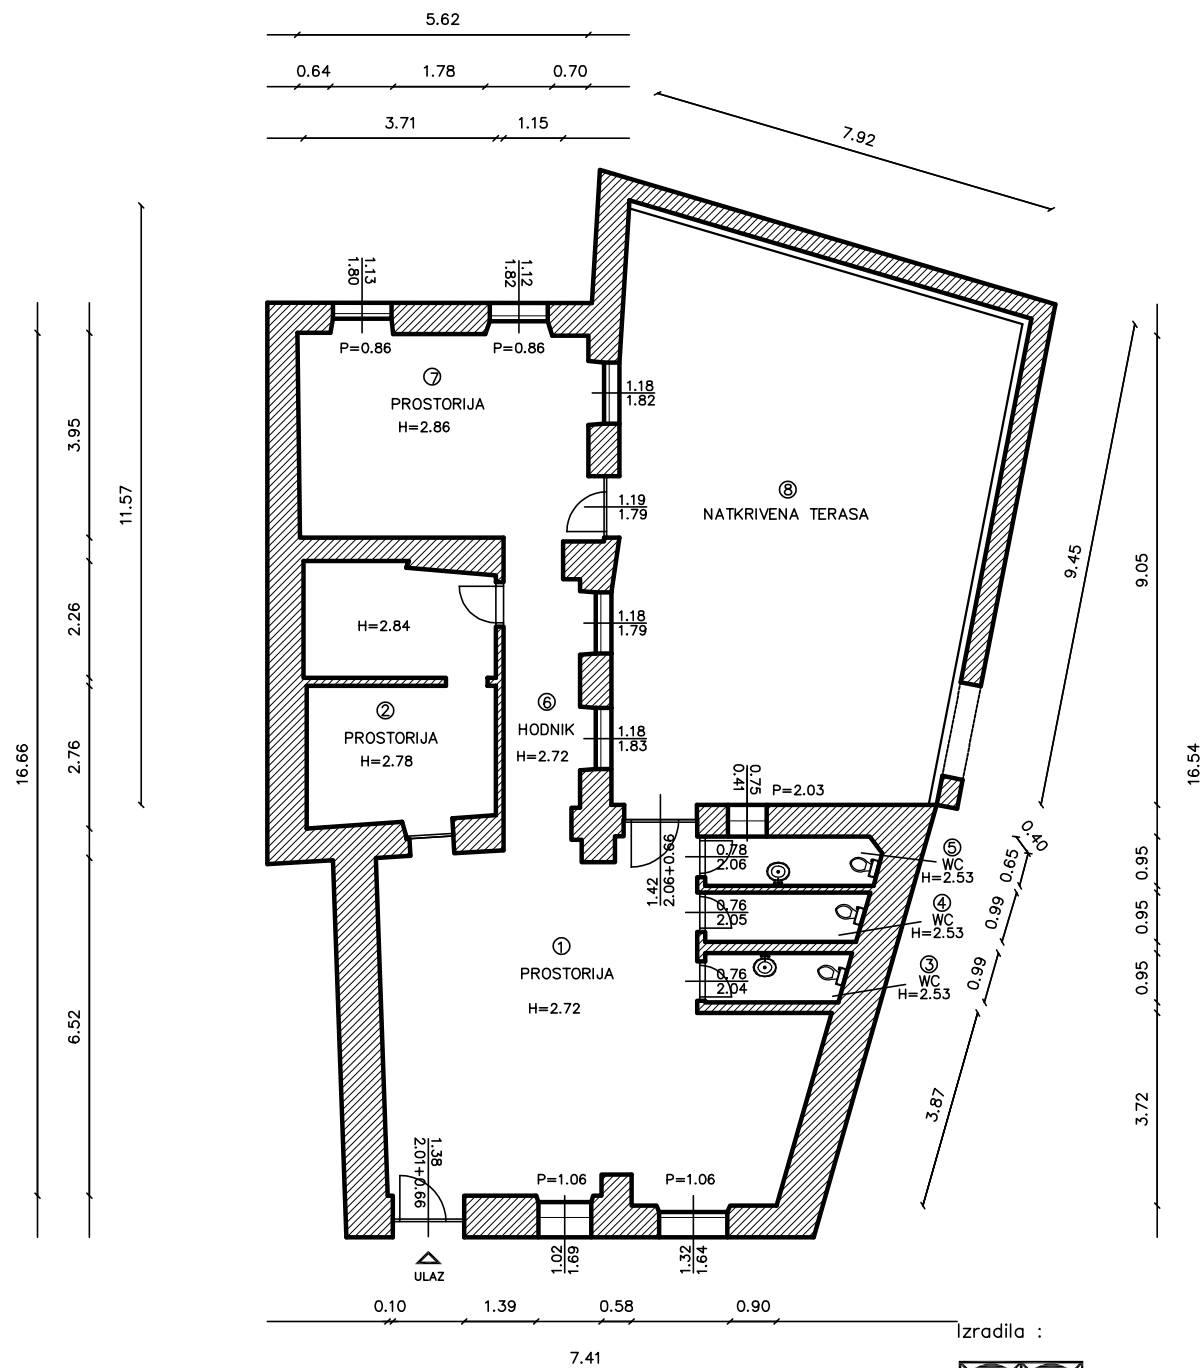 5.62
0.64 1.78 0.70
3.71 1.15
7.92
1.13
1.80
1.12
1.82
P=0.86 P=0.86
7
PROSTORIJA
H=2.86
1.18
1.82
3.95
11.57
8
NATKRIVENA TERASA
1.19
1.79
9.45
9.05
2.26
H=2.84
1.18
1.79
2
PROSTORIJA
H=2.78
6
HODNIK
H=2.72
1.18
1.83
16.66
2.76
16.54
0.75
0.41
P=2.03
1.42
2.06+0.66
0.78
2.06
5
WC
H=2.53
0.40
0.65
0.95
0.76
2.05
4
WC
H=2.53
0.99
0.95
0.76
2.04
3
WC
H=2.53
0.99
0.95
1
PROSTORIJA
H=2.72
6.52
3.87
3.72
1.38
2.01+0.66
P=1.06 P=1.06
1.02
1.69
1.32
1.64
ULAZ
0.10 1.39 0.58 0.90
7.41
Izradila :